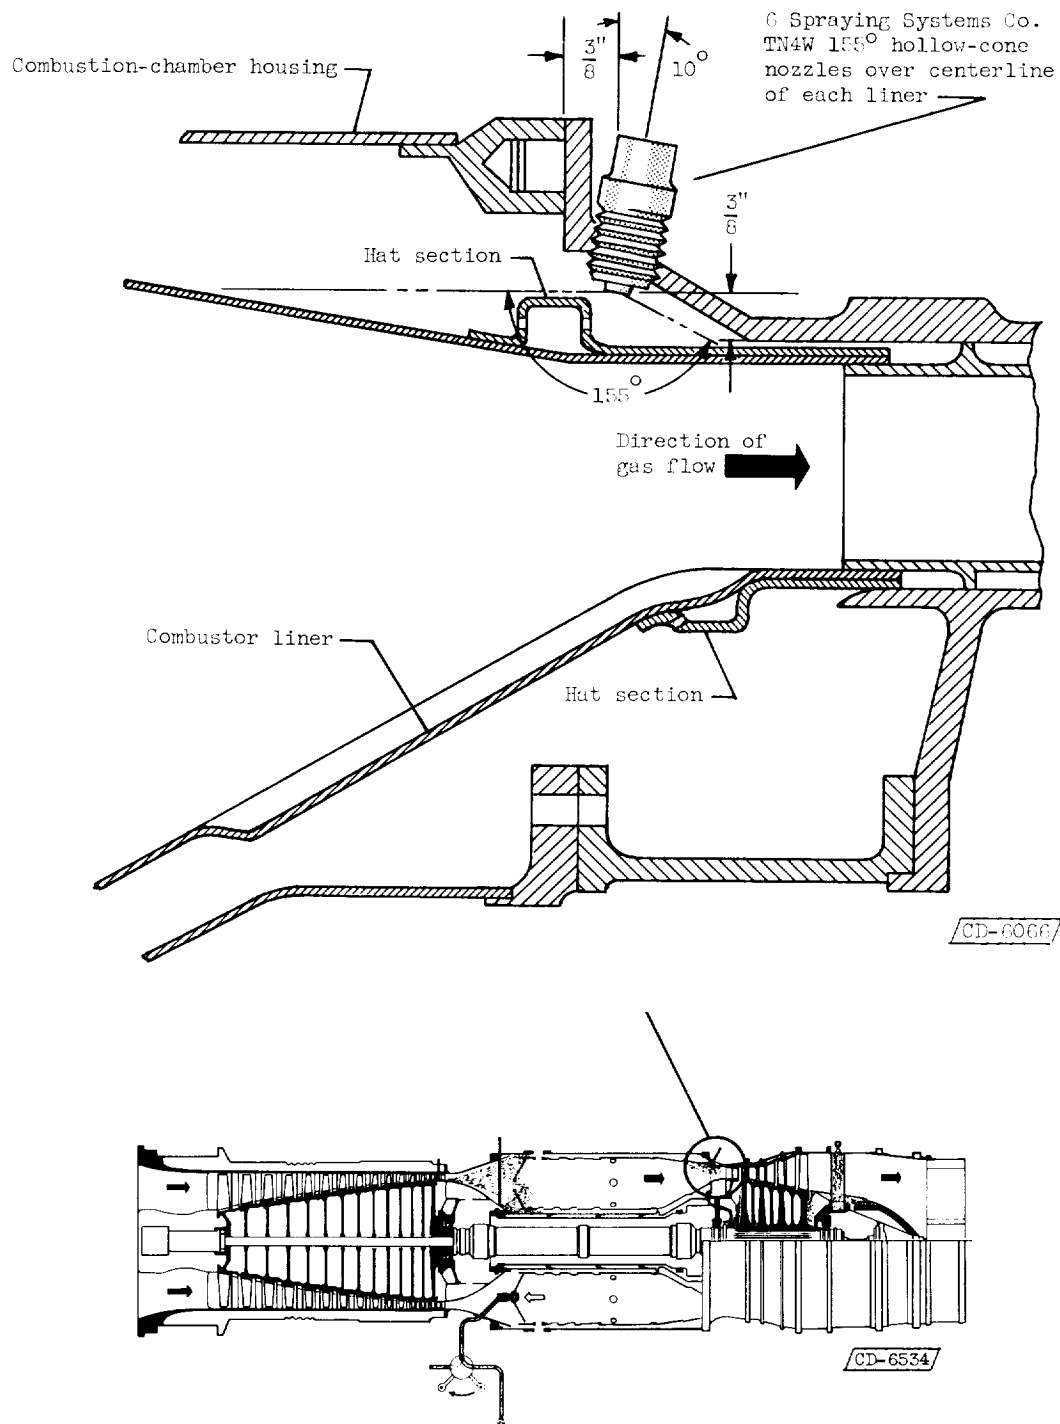 3"
8
10°
6 Spraying Systems Co.
TN4W 155° hollow-cone
nozzles over centerline
of each liner
Combustion-chamber housing
3"
8
Hat section
155°
Direction of
gas flow
Combustor liner
Hat section
CD-6066
CD-6534